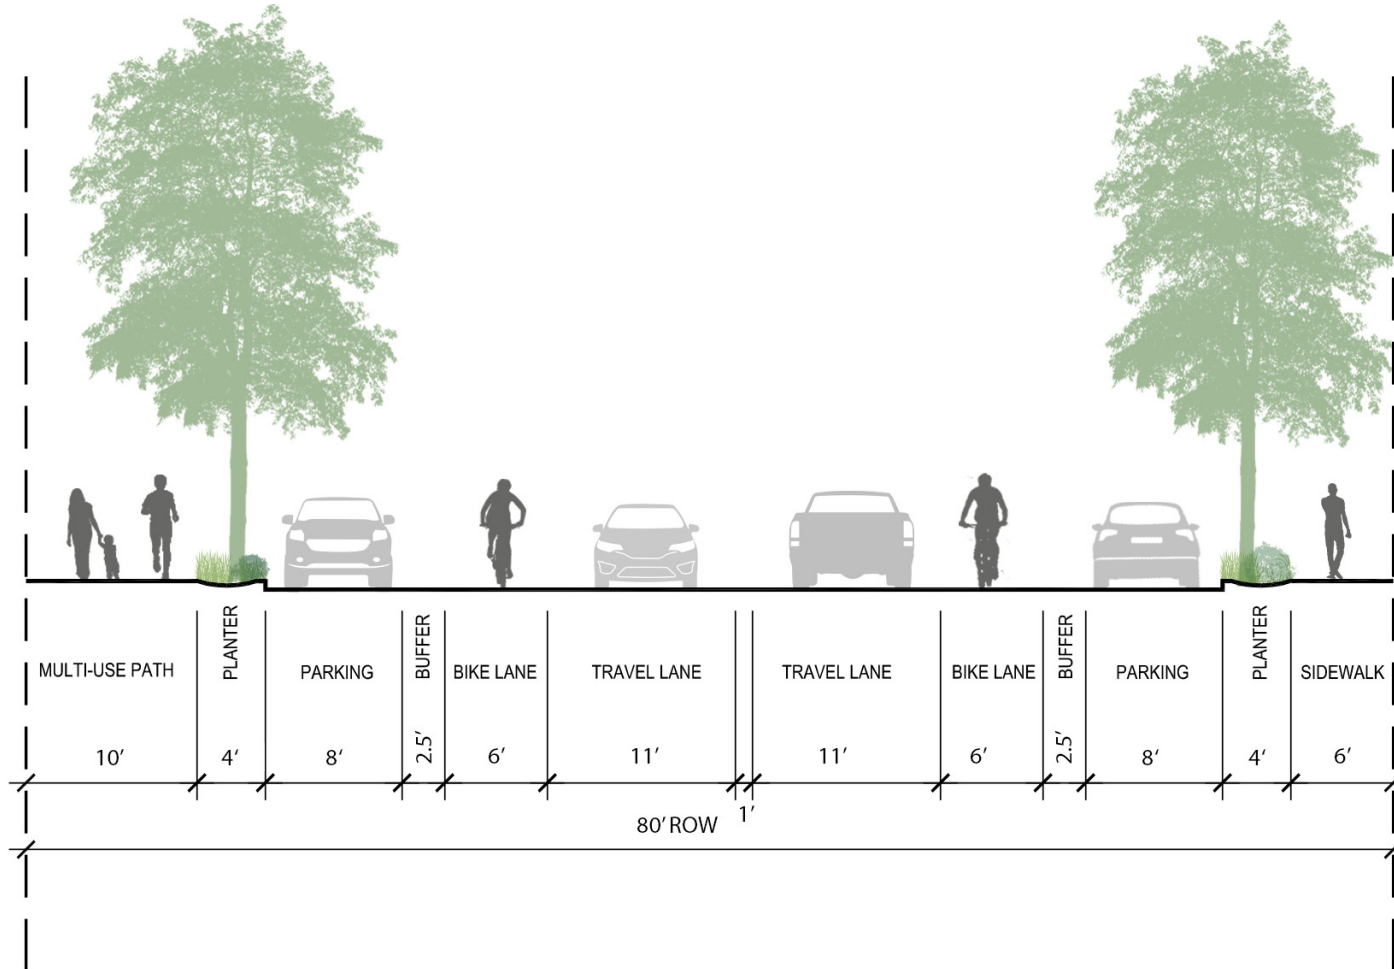 MULTI-USE PATH
PLANTER
PARKING
BUFFER
BIKE LANE
TRAVEL LANE
TRAVEL LANE
BIKE LANE
BUFFER
PARKING
PLANTER
SIDEWALK
10′
4′
8′
2.5′
6′
11′
11′
6′
2.5′
8′
4′
6′
1′
80′ ROW